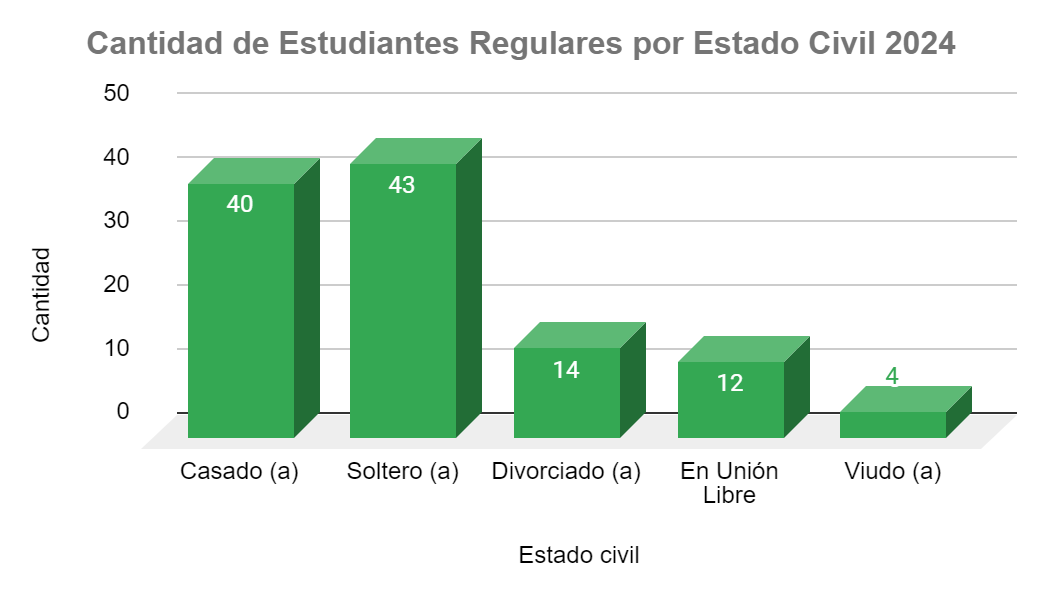 Cantidad de Estudiantes Regulares por Estado Civil 2024
Cantidad
50
40
30
20
10
0
40
43
14
12
4
Casado (a)
Soltero (a)
Divorciado (a)
En Unión
Libre
Viudo (a)
Estado civil